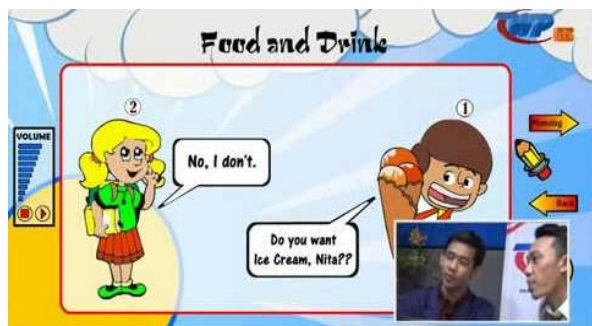 Food and Drink
②
①
VOLUME
No, I don't.
Do you want
Ice Cream, Nita??
Back